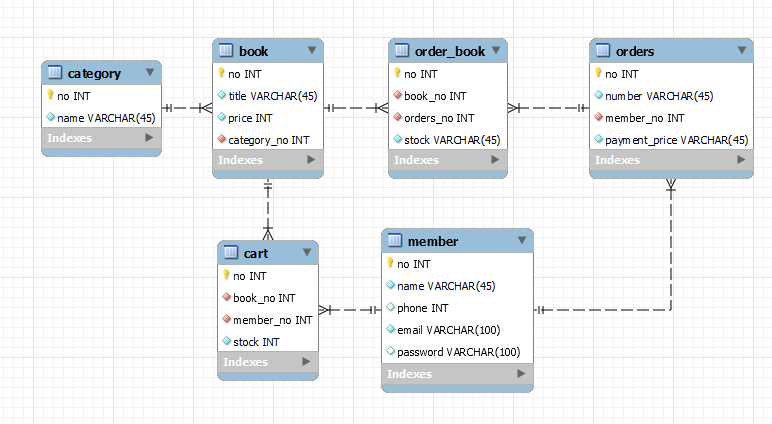 category
no INT
name VARCHAR(45)
Indexes
book
no INT
title VARCHAR(45)
price INT
category_no INT
Indexes
order_book
no INT
book_no INT
orders_no INT
stock VARCHAR(45)
Indexes
orders
no INT
number VARCHAR(45)
member_no INT
payment_price VARCHAR(45)
Indexes
cart
no INT
book_no INT
member_no INT
stock INT
Indexes
member
no INT
name VARCHAR(45)
phone INT
email VARCHAR(100)
password VARCHAR(100)
Indexes